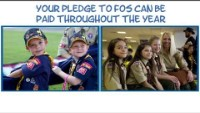 YOUR PLEDGE TO FOS CAN BE
PAID THROUGHOUT THE YEAR